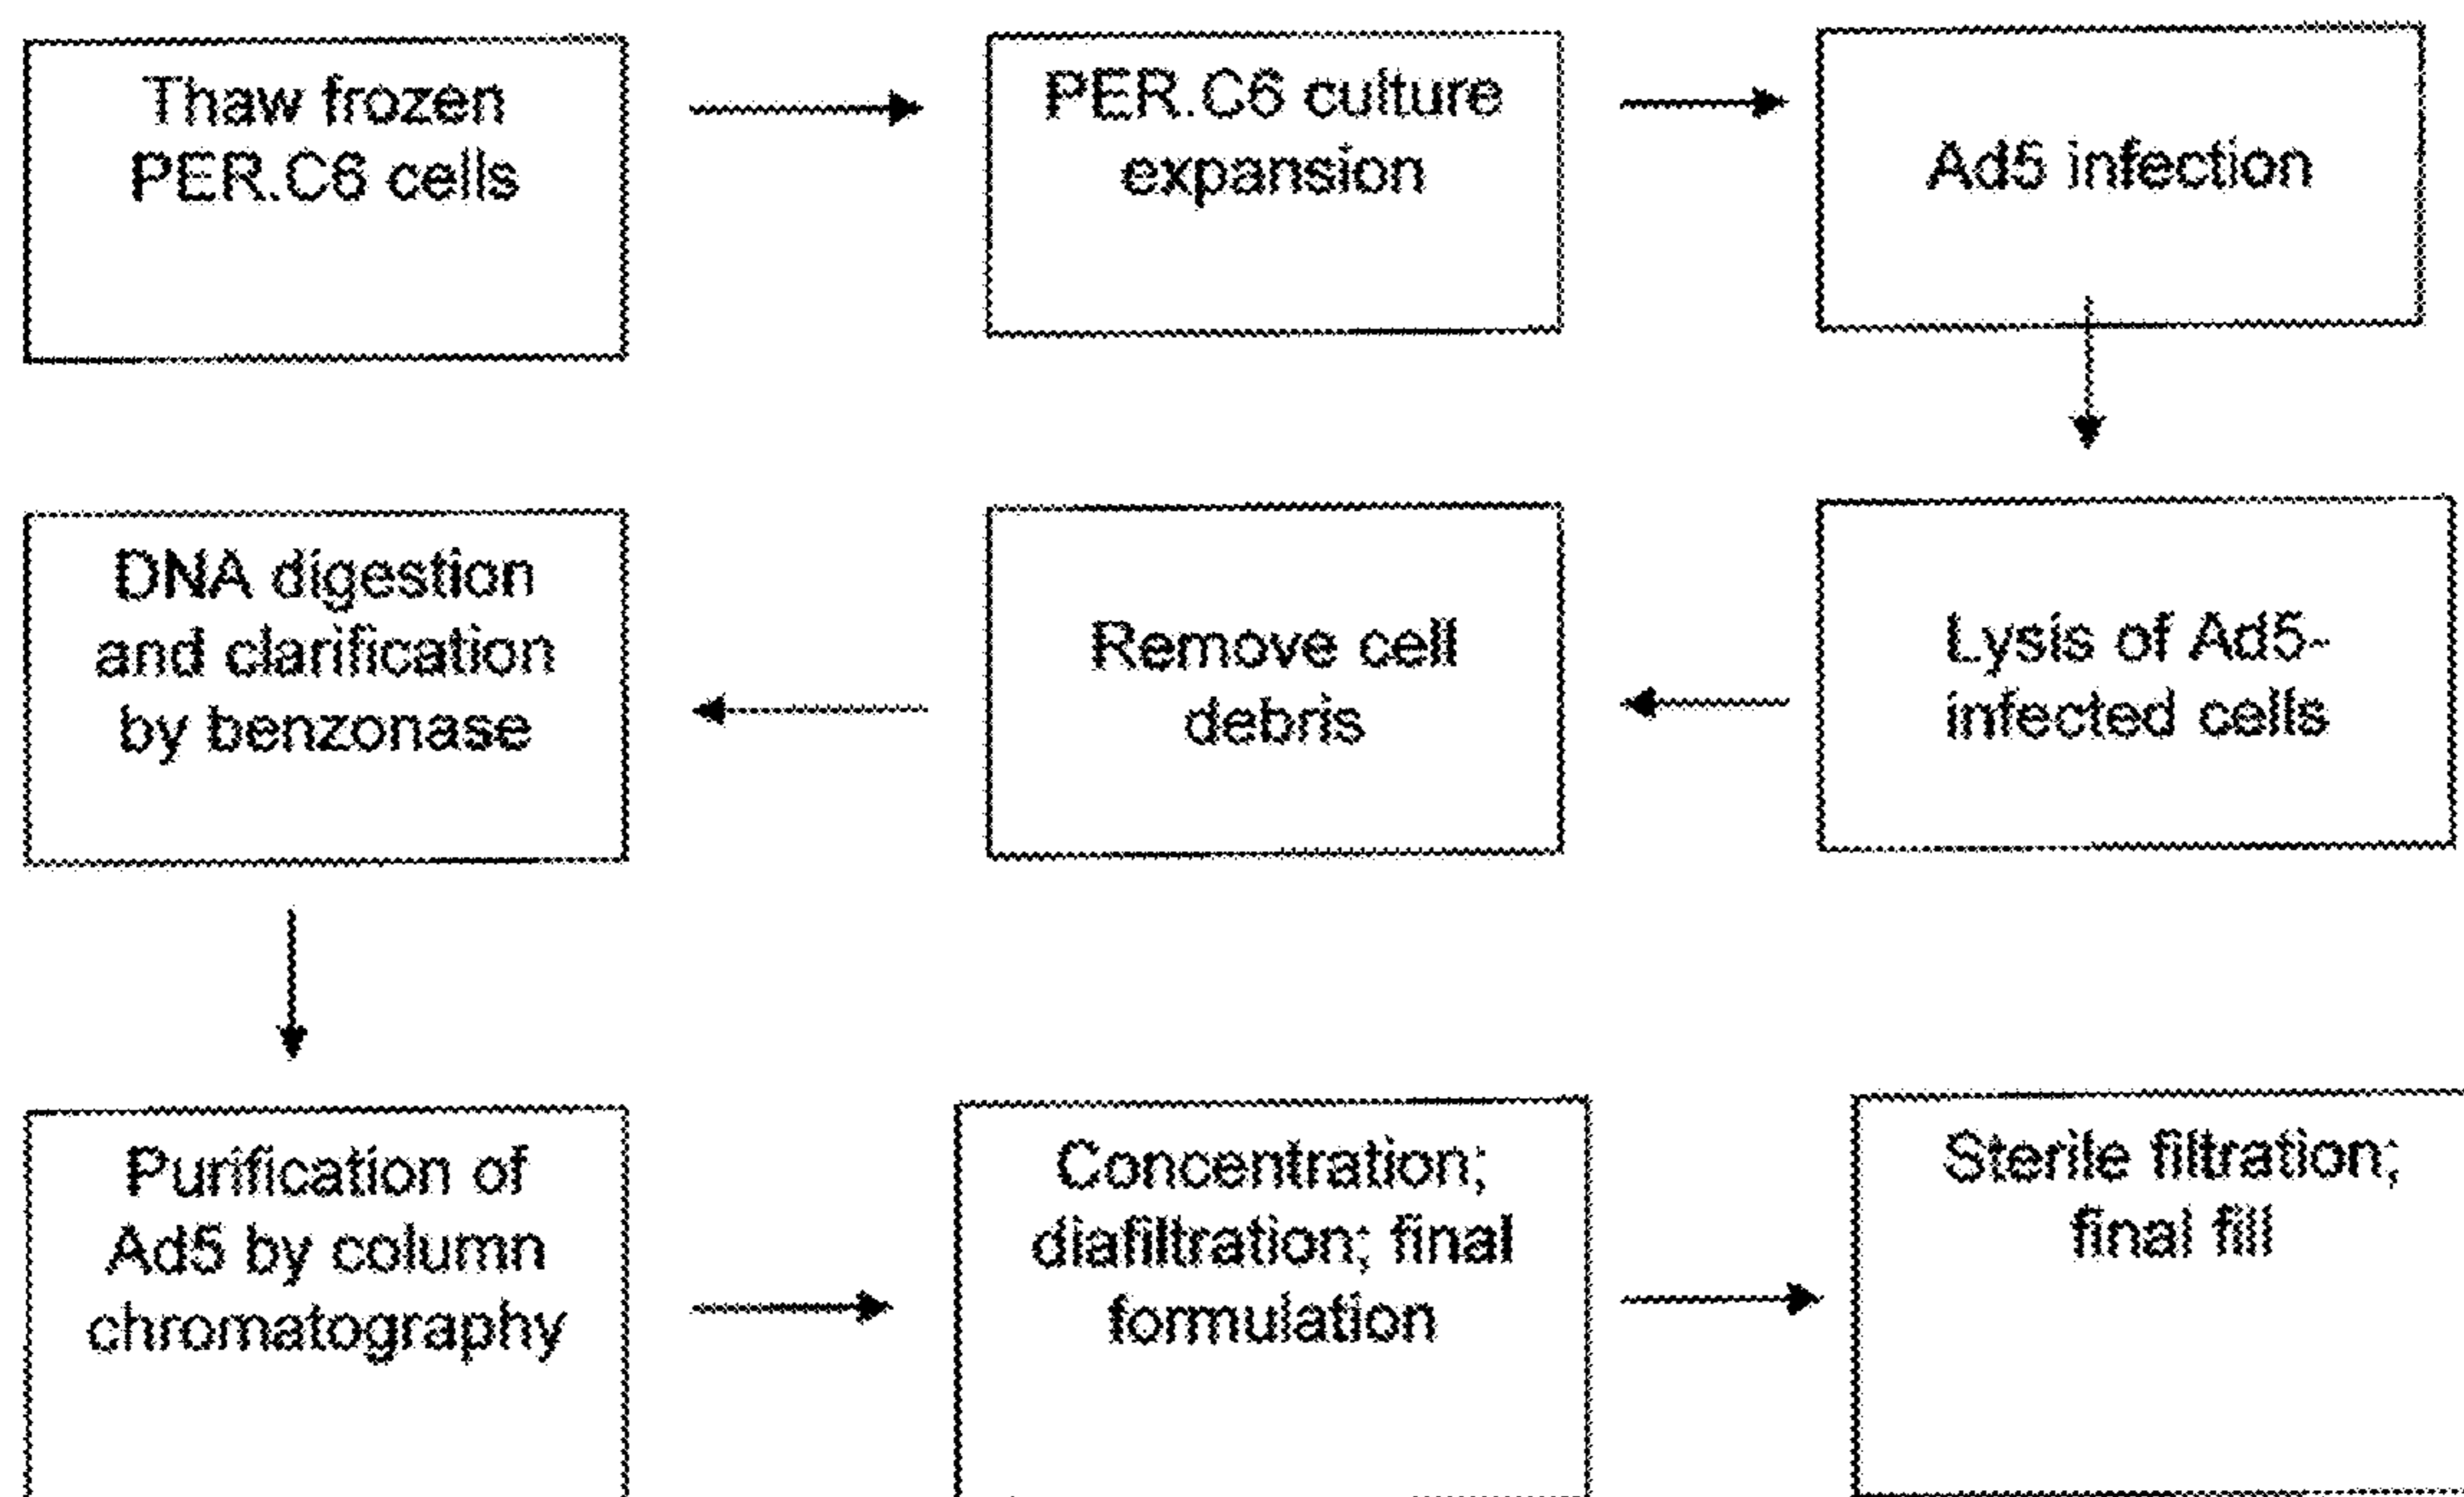 Thaw frozen
PER.C6 cells
PER.C6 culture
expansion
Ad5 infection
Lysis of Ad5-
infected cells
Remove cell
debris
DNA digestion
and clarification
by benzonase
Purification of
Ad5 by column
chromatography
Concentration;
diafiltration; final
formulation
Sterile filtration;
final fill